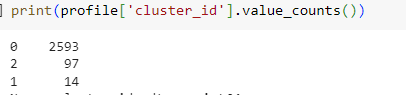 ] print(profile['cluster_id'].value_counts())
0 2593
2 97
1 14